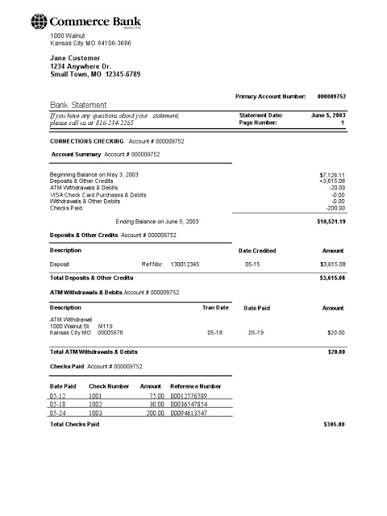 Commerce Bank
1000 Walnut
Kansas City MO 64106-3686
Jane Customer
1234 Anywhere Dr.
Small Town, MO 12345-6789
Primary Account Number: 000009752
Bank Statement
If you have any questions about your statement, Statement Date: June 5, 2003
please call us at 816-234-2265 Page Number: 1
CONNECTIONS CHECKING Account # 000009752
Account Summary Account # 000009752
Beginning Balance on May 3, 2003 $7,126.11
Deposits & Other Credits +3,615.08
ATM Withdrawals & Debits -20.00
VISA Check Card Purchases & Debits -0.00
Withdrawals & Other Debits -0.00
Checks Paid -200.00
Ending Balance on June 5, 2003 $10,521.19
Deposits & Other Credits Account # 000009752
Description Date Credited Amount
Deposit Ref Nbr: 130012345 05-15 $3,615.08
Total Deposits & Other Credits $3,615.08
ATM Withdrawals & Debits Account # 000009752
Description Tran Date Date Paid Amount
ATM Withdrawal
1000 Walnut St M119
Kansas City MO 00005678 05-18 05-19 $20.00
Total ATM Withdrawals & Debits $20.00
Checks Paid Account # 000009752
Date Paid Check Number Amount Reference Number
05-12 1001 75.00 00012576589
05-18 1002 30.00 00036547854
05-24 1003 200.00 00094613547
Total Checks Paid $305.00